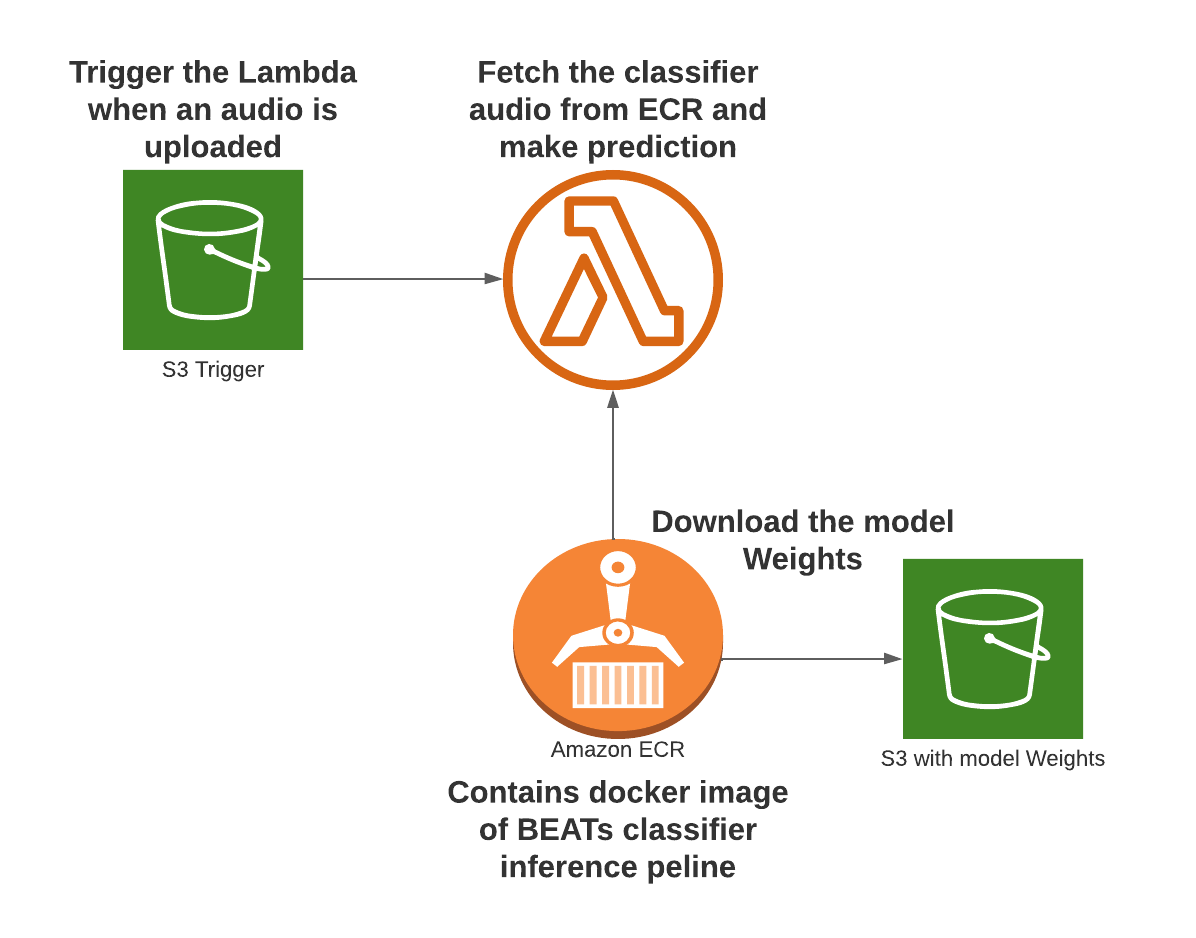 Trigger the Lambda
when an audio is
uploaded
S3 Trigger
Fetch the classifier
audio from ECR and
make prediction
Download the model
Weights
S3 with model Weights
Amazon ECR
Contains docker image
of BEATs classifier
inference peline